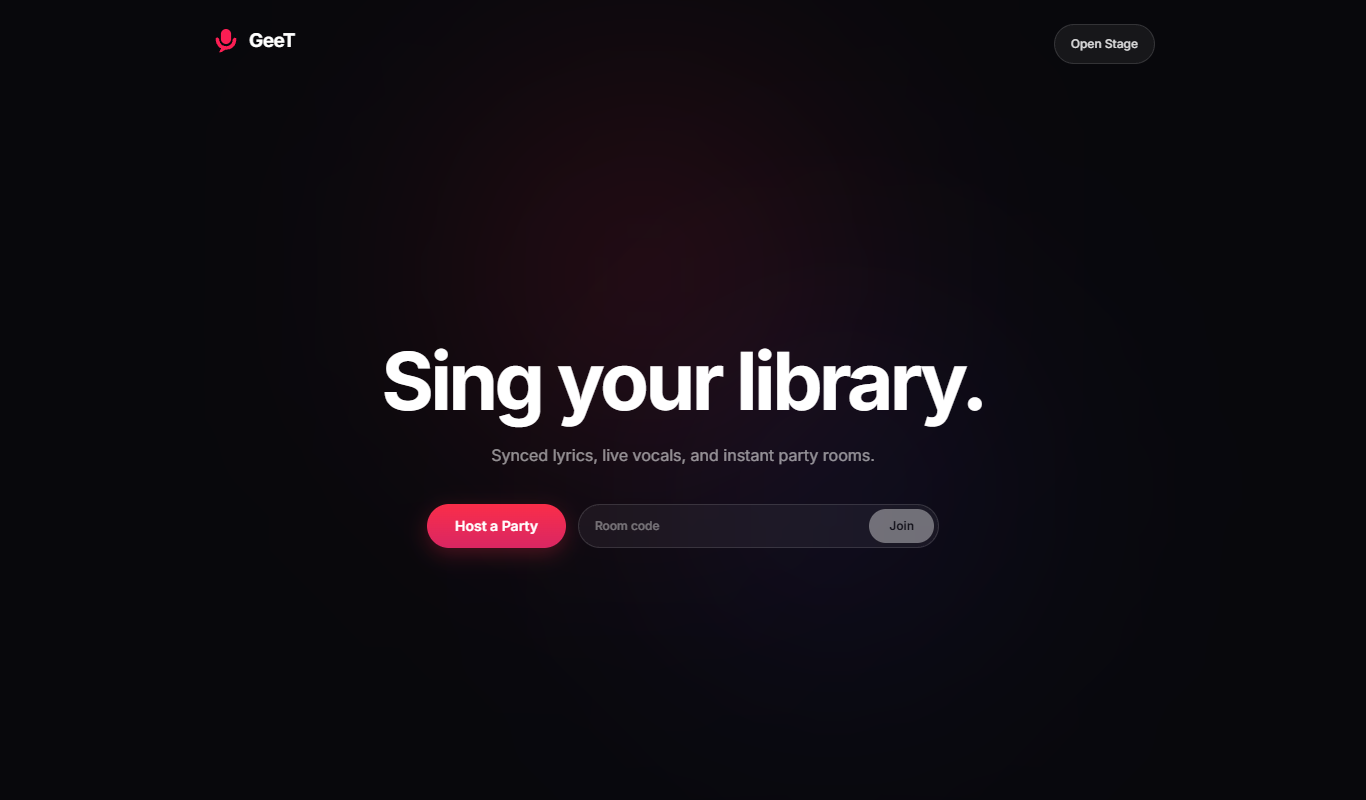 GeeT
Open Stage
Sing your library.
Synced lyrics, live vocals, and instant party rooms.
Host a Party
Room code
Join